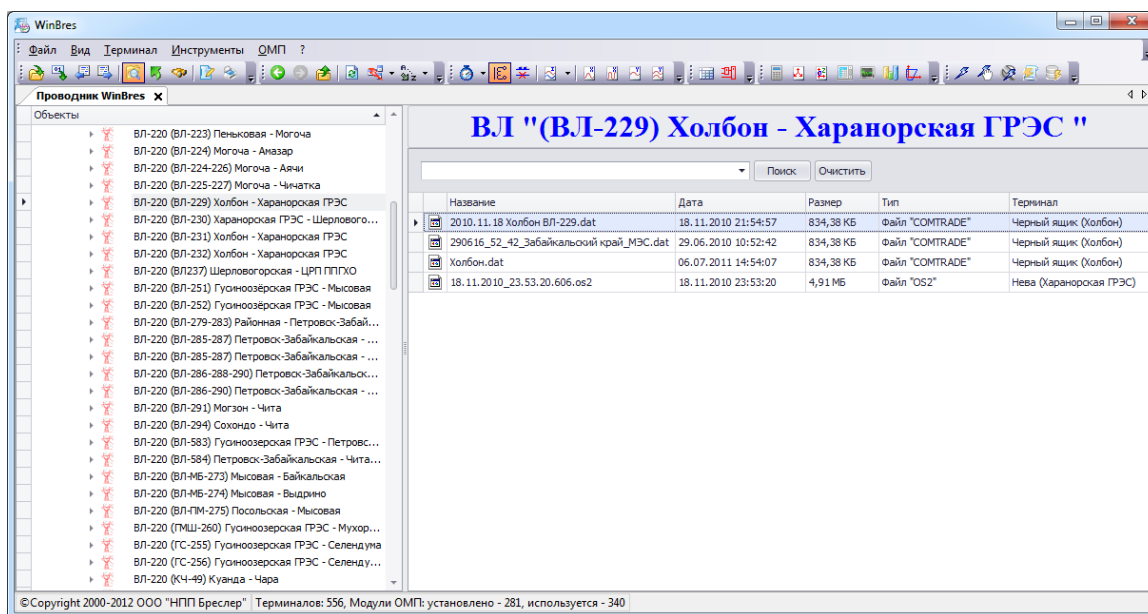 WinBres
Файл Вид Терминал Инструменты ОМП ?
Проводник WinBres
Объекты
ВЛ-220 (ВЛ-223) Пеньковая - Могоча
ВЛ-220 (ВЛ-224) Могоча - Амазар
ВЛ-220 (ВЛ-224-226) Могоча - Аячи
ВЛ-220 (ВЛ-225-227) Могоча - Чичатка
ВЛ-220 (ВЛ-229) Холбон - Харанорская ГРЭС
ВЛ-220 (ВЛ-230) Харанорская ГРЭС - Шерлового...
ВЛ-220 (ВЛ-231) Холбон - Харанорская ГРЭС
ВЛ-220 (ВЛ-232) Холбон - Харанорская ГРЭС
ВЛ-220 (ВЛ237) Шерловогорская - ЦРП ППГХО
ВЛ-220 (ВЛ-251) Гусиноозёрская ГРЭС - Мысовая
ВЛ-220 (ВЛ-252) Гусиноозёрская ГРЭС - Мысовая
ВЛ-220 (ВЛ-279-283) Районная - Петровск-Забай...
ВЛ-220 (ВЛ-285-287) Петровск-Забайкальская - ...
ВЛ-220 (ВЛ-285-287) Петровск-Забайкальская - ...
ВЛ-220 (ВЛ-286-288-290) Петровск-Забайкальск...
ВЛ-220 (ВЛ-286-290) Петровск-Забайкальская - ...
ВЛ-220 (ВЛ-291) Могзон - Чита
ВЛ-220 (ВЛ-294) Сохондо - Чита
ВЛ-220 (ВЛ-583) Гусиноозерская ГРЭС - Петровс...
ВЛ-220 (ВЛ-584) Петровск-Забайкальская - Чита...
ВЛ-220 (ВЛ-МБ-273) Мысовая - Байкальская
ВЛ-220 (ВЛ-МБ-274) Мысовая - Выдрино
ВЛ-220 (ВЛ-ПМ-275) Посольская - Мысовая
ВЛ-220 (ГМШ-260) Гусиноозерская ГРЭС - Мухор...
ВЛ-220 (ГС-255) Гусиноозерская ГРЭС - Селендума
ВЛ-220 (ГС-256) Гусиноозерская ГРЭС - Селенду...
ВЛ-220 (КЧ-49) Куанда - Чара
ВЛ "(ВЛ-229) Холбон - Харанорская ГРЭС "
Поиск Очистить
Название Дата Размер Тип Терминал
2010.11.18 Холбон ВЛ-229.dat 18.11.2010 21:54:57 834,38 КБ Файл "COMTRADE" Черный ящик (Холбон)
290616_52_42_Забайкальский край_МЭС.dat 29.06.2010 10:52:42 834,38 КБ Файл "COMTRADE" Черный ящик (Холбон)
Холбон.dat 06.07.2011 14:54:07 834,38 КБ Файл "COMTRADE" Черный ящик (Холбон)
18.11.2010_23.53.20.606.os2 18.11.2010 23:53:20 4,91 МБ Файл "OS2" Нева (Харанорская ГРЭС)
©Copyright 2000-2012 ООО "НПП Бреслер" Терминалов: 556, Модули ОМП: установлено - 281, используется - 340